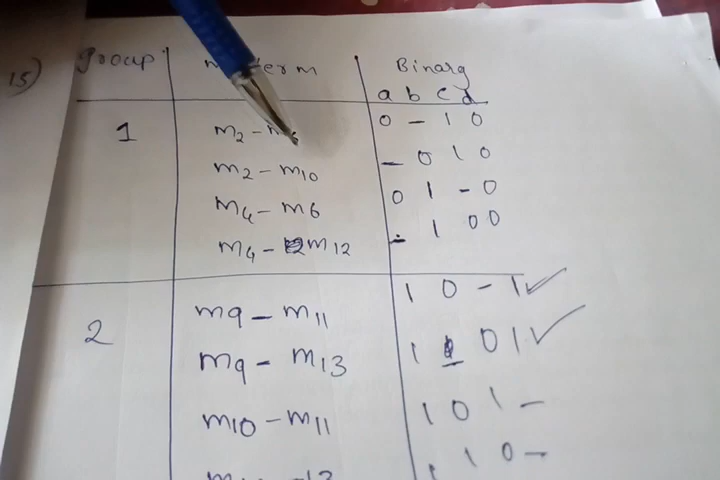 15)
Group Binary
a b c d
1 0 - 1 0
m2 -
m2 - m10 - 0 1 0
m4 - m6 0 1 - 0
m4 - m12 - 1 0 0
2 m9 - m11 1 0 - 1 ✓
m9 - m13 1 - 0 1 ✓
m10 - m11 1 0 1 -
1 0 -